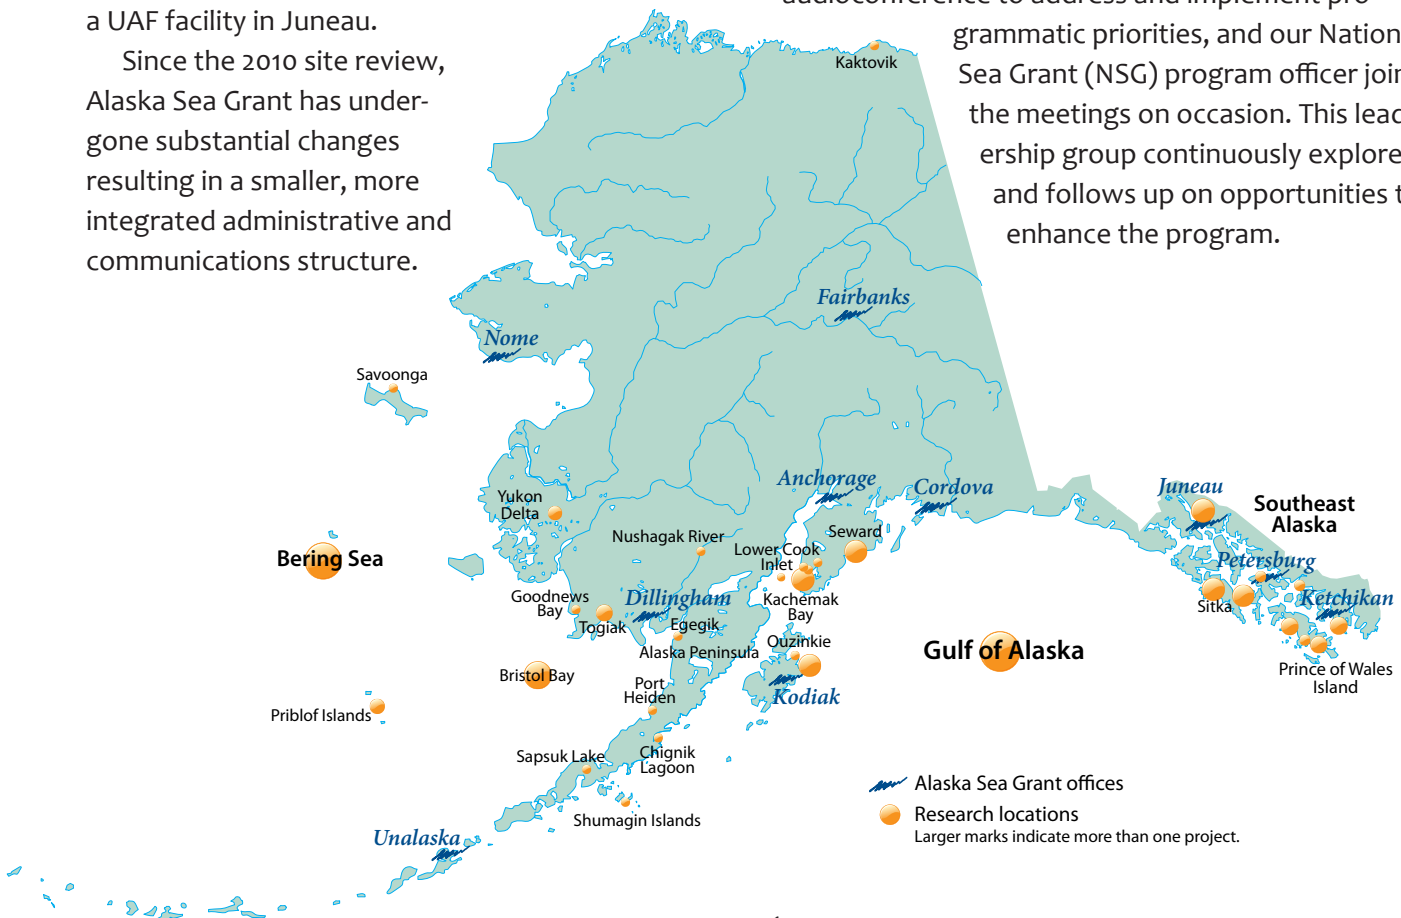 a UAF facility in Juneau.
Since the 2010 site review,
Alaska Sea Grant has under-
gone substantial changes
resulting in a smaller, more
integrated administrative and
communications structure.
audioconference to address and implement pro-
grammatic priorities, and our Nation
Sea Grant (NSG) program officer join
the meetings on occasion. This lead
ership group continuously explore
and follows up on opportunities t
enhance the program.
Kaktovik
Fairbanks
Nome
Savoonga
Anchorage
Cordova
Juneau
Southeast
Alaska
Yukon
Delta
Nushagak River
Lower Cook
Inlet
Seward
Bering Sea
Petersburg
Goodnews
Bay
Togiak
Dillingham
Egegik
Kachemak
Bay
Sitka
Ketchikan
Alaska Peninsula
Ouzinkie
Gulf of Alaska
Bristol Bay
Port
Heiden
Kodiak
Prince of Wales
Island
Priblof Islands
Sapsuk Lake
Chignik
Lagoon
Shumagin Islands
Unalaska
Alaska Sea Grant offices
Research locations
Larger marks indicate more than one project.